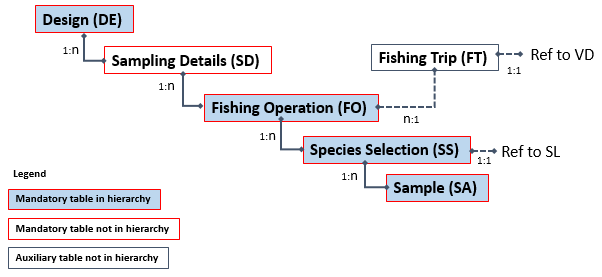 Design (DE)
1:n
Sampling Details (SD)
Fishing Trip (FT)
Ref to VD
1:1
1:n
Fishing Operation (FO)
n:1
1:n
Species Selection (SS)
Ref to SL
1:1
1:n
Sample (SA)
Legend
Mandatory table in hierarchy
Mandatory table not in hierarchy
Auxiliary table not in hierarchy